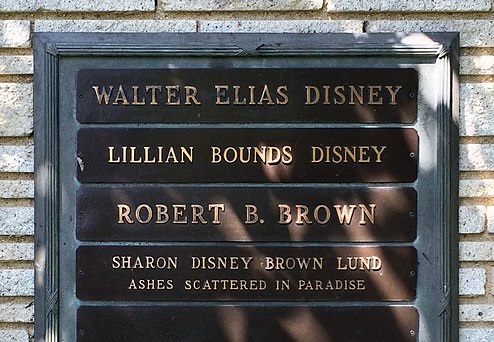 WALTER ELIAS DISNEY
LILLIAN BOUNDS DISNEY
ROBERT B. BROWN
SHARON DISNEY BROWN LUND
ASHES SCATTERED IN PARADISE